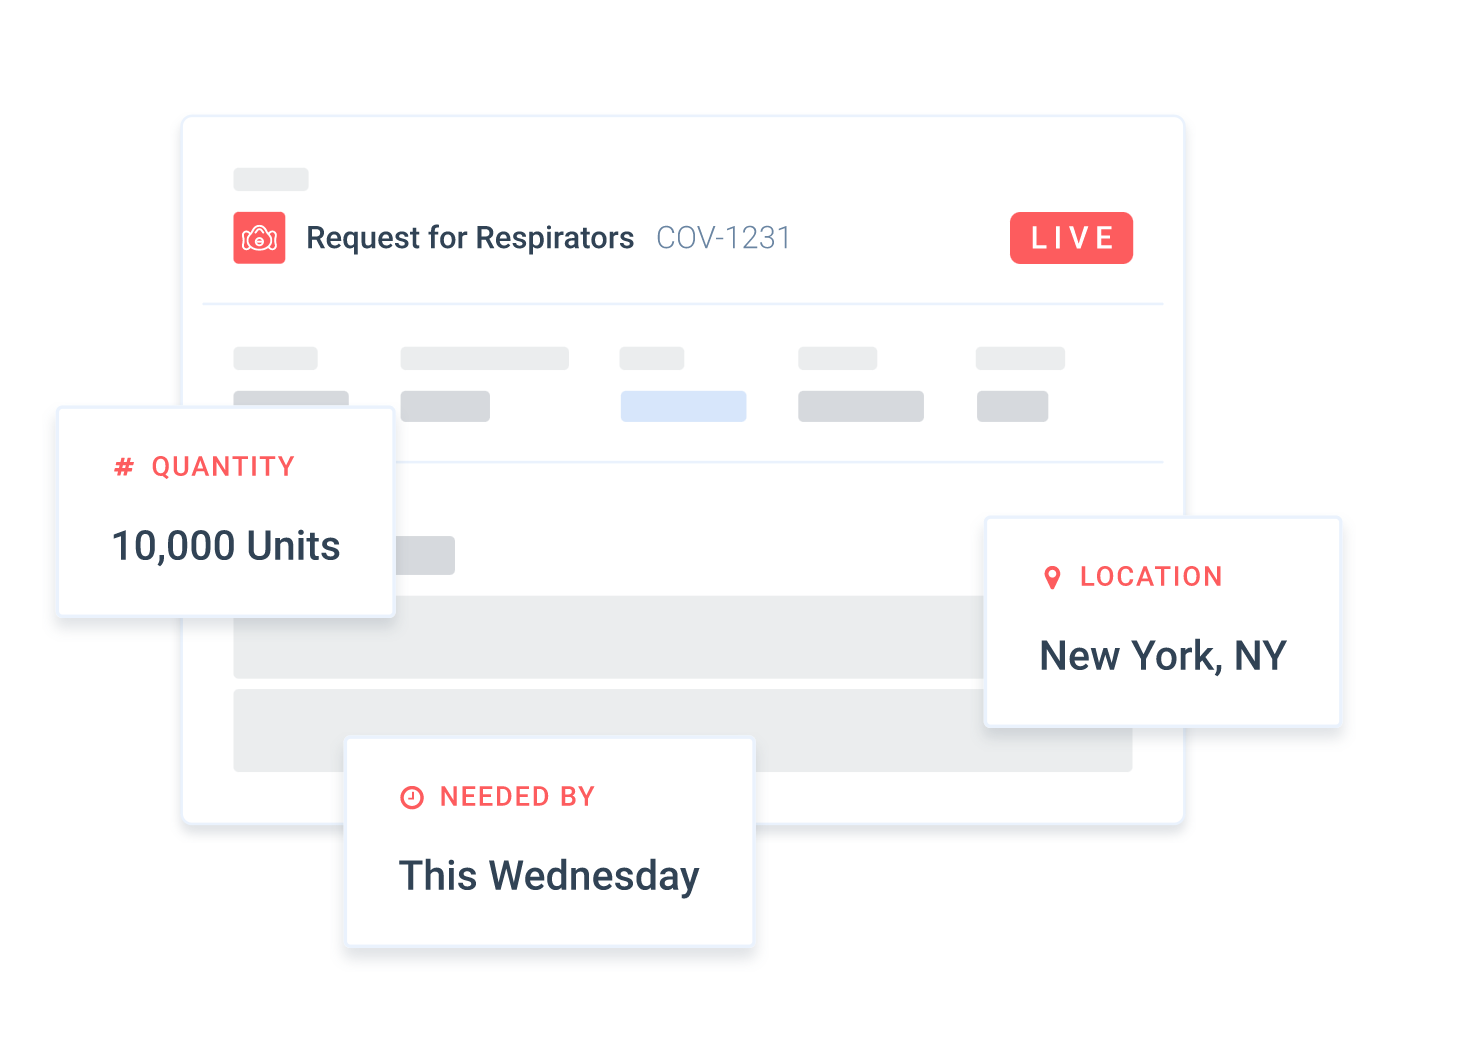 Request for Respirators COV-1231
LIVE
# QUANTITY
10,000 Units
LOCATION
New York, NY
NEEDED BY
This Wednesday